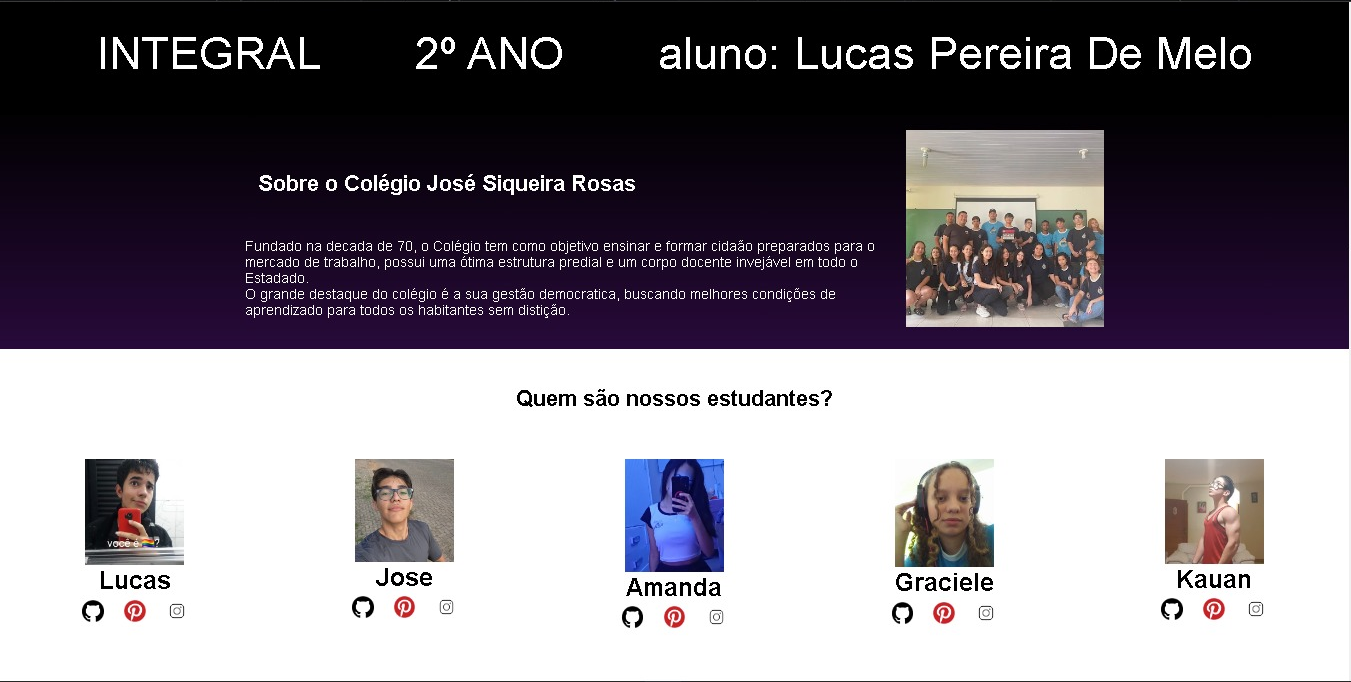 INTEGRAL 2º ANO aluno: Lucas Pereira De Melo
Sobre o Colégio José Siqueira Rosas
Fundado na decada de 70, o Colégio tem como objetivo ensinar e formar cidaão preparados para o
mercado de trabalho, possui uma ótima estrutura predial e um corpo docente invejável em todo o
Estadado.
O grande destaque do colégio é a sua gestão democratica, buscando melhores condições de
aprendizado para todos os habitantes sem distição.
Quem são nossos estudantes?
você é ?
Lucas
Jose
Amanda
Graciele
Kauan